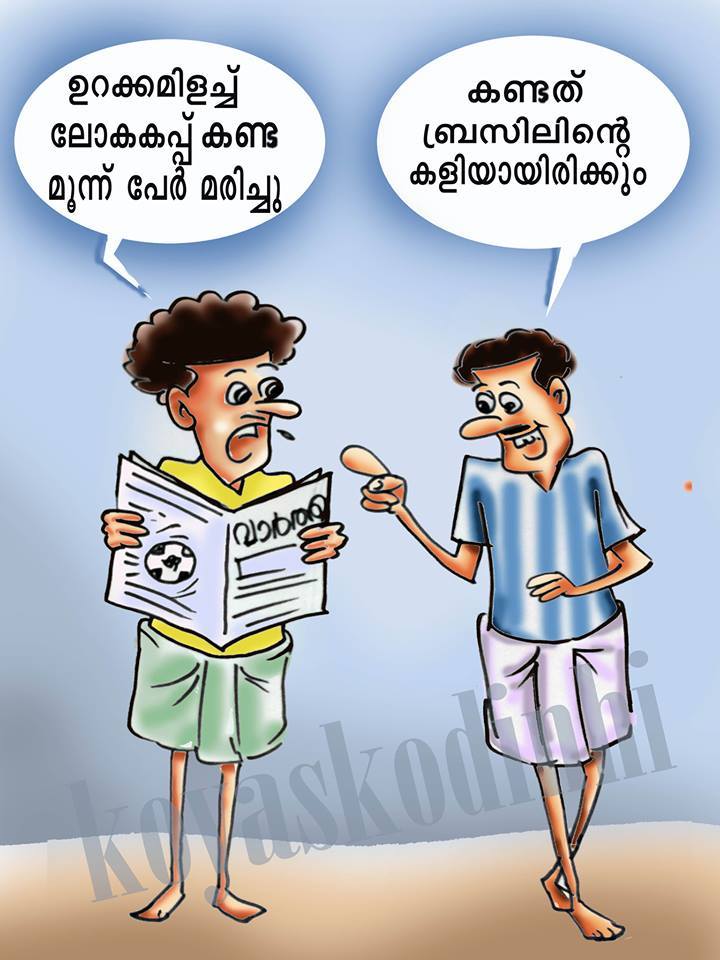 ഉറക്കമിളച്ച്
ലോകകപ്പ് കണ്ട
മൂന്ന് പേർ മരിച്ചു
കണ്ടത്
ബ്രസിലിന്റെ
കളിയായിരിക്കും
വാർത്ത
koyaskodinhi